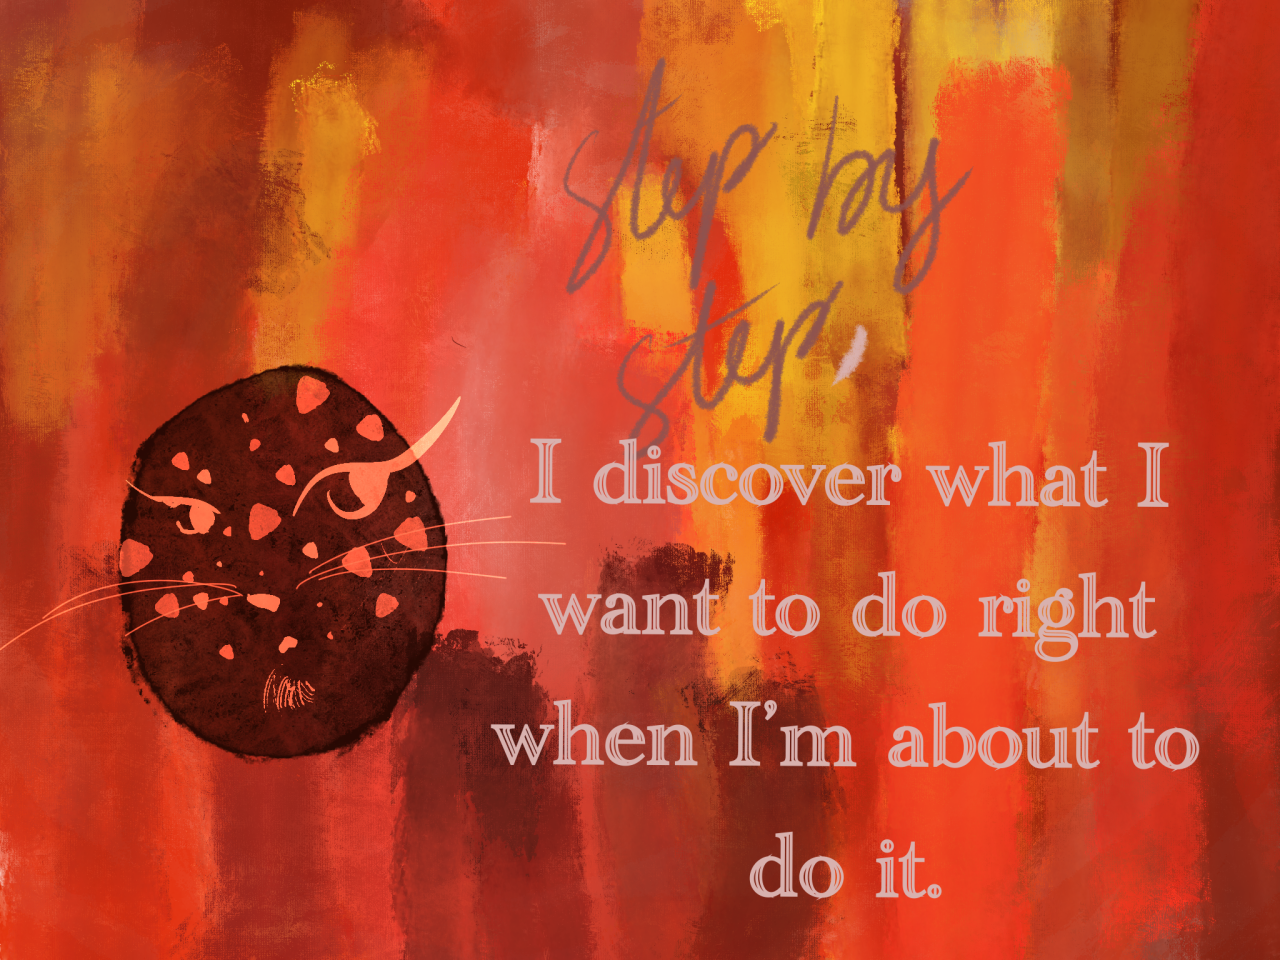 step by
step,
I discover what I
want to do right
when I’m about to
do it.